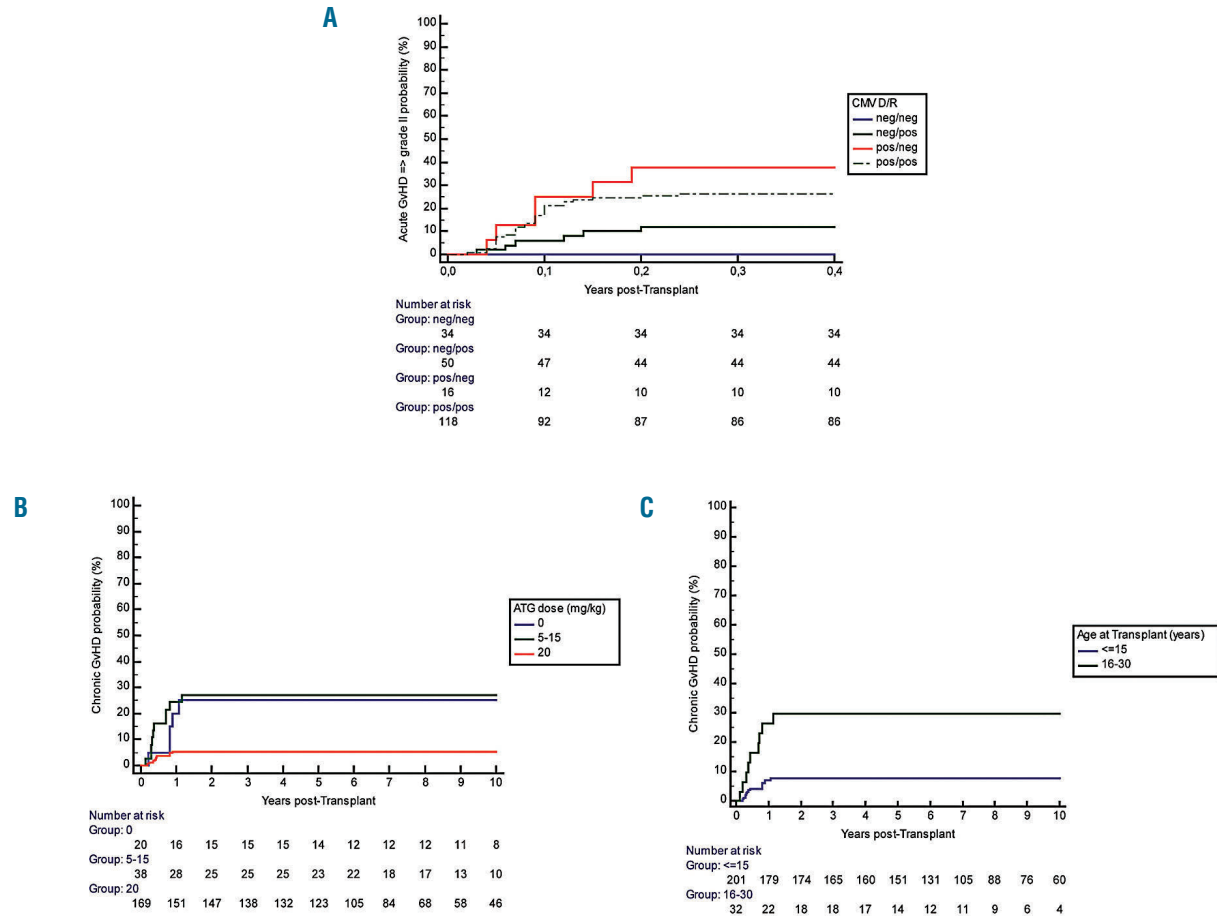 A
100
90
80
70
60
50
40
30
20
10
0
Acute GvHD => grade II probability (%)
0,0 0,1 0,2 0,3 0,4
Years post-Transplant
CMV D/R
neg/neg
neg/pos
pos/neg
pos/pos
Number at risk
Group: neg/neg
34 34 34 34 34
Group: neg/pos
50 47 44 44 44
Group: pos/neg
16 12 10 10 10
Group: pos/pos
118 92 87 86 86
B
100
90
80
70
60
50
40
30
20
10
0
Chronic GvHD probability (%)
0 1 2 3 4 5 6 7 8 9 10
Years post-Transplant
ATG dose (mg/kg)
0
5-15
20
Number at risk
Group: 0
20 16 15 15 15 14 12 12 12 11 8
Group: 5-15
38 28 25 25 25 23 22 18 17 13 10
Group: 20
169 151 147 138 132 123 105 84 68 58 46
C
100
90
80
70
60
50
40
30
20
10
0
Chronic GvHD probability (%)
0 1 2 3 4 5 6 7 8 9 10
Years post-Transplant
Age at Transplant (years)
<=15
16-30
Number at risk
Group: <=15
201 179 174 165 160 151 131 105 88 76 60
Group: 16-30
32 22 18 18 17 14 12 11 9 6 4